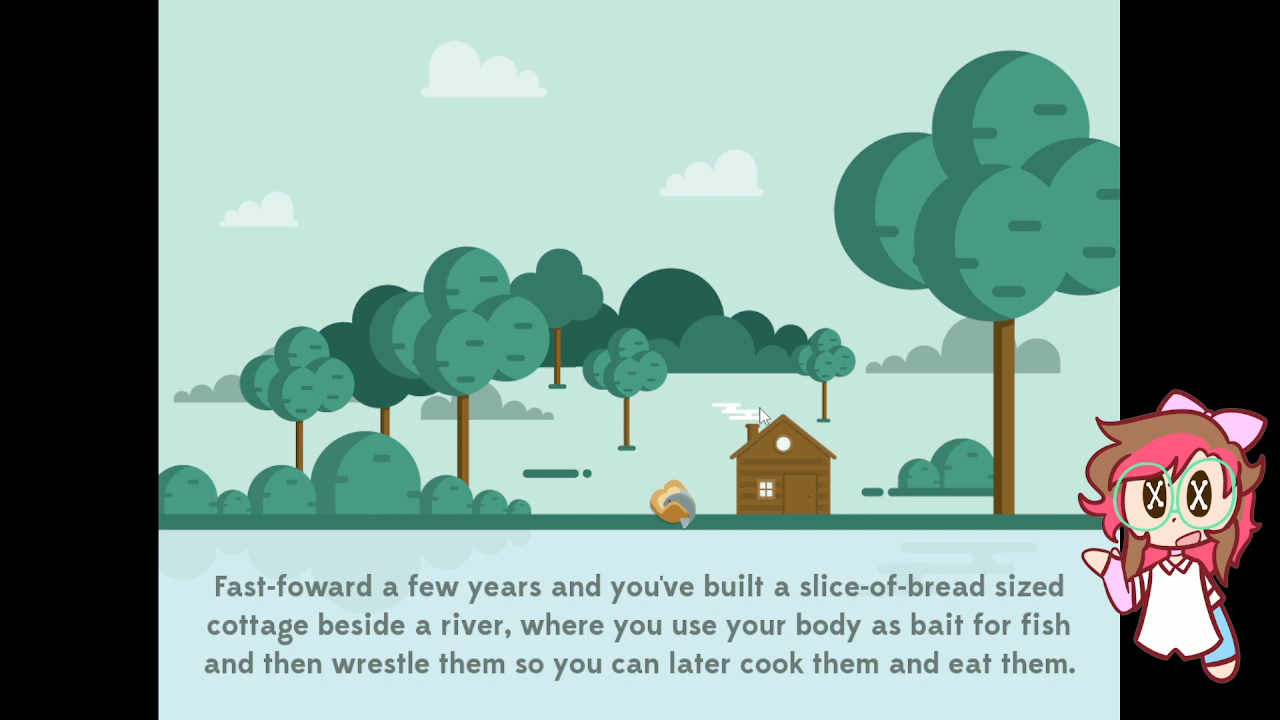 Fast-foward a few years and you've built a slice-of-bread sized
cottage beside a river, where you use your body as bait for fish
and then wrestle them so you can later cook them and eat them.